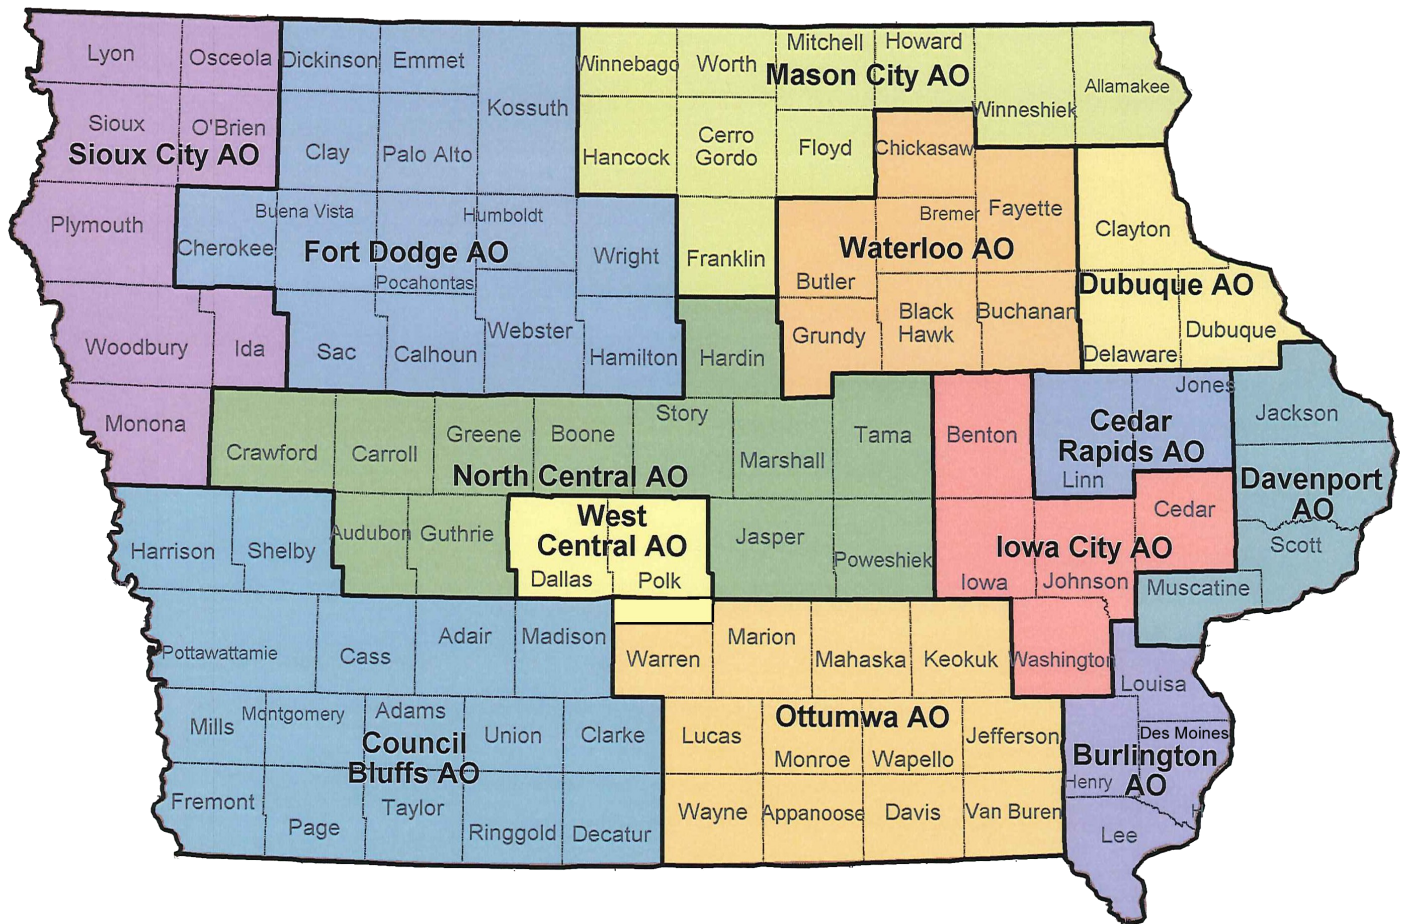 Lyon
Osceola
Dickinson
Emmet
Kossuth
Winnebago
Worth
Mitchell
Howard
Winneshiek
Allamakee
Mason City AO
Sioux
O'Brien
Sioux City AO
Clay
Palo Alto
Hancock
Cerro
Gordo
Floyd
Chickasaw
Plymouth
Cherokee
Buena Vista
Pocahontas
Humboldt
Fort Dodge AO
Wright
Franklin
Butler
Bremer
Fayette
Waterloo AO
Clayton
Dubuque AO
Woodbury
Ida
Sac
Calhoun
Webster
Hamilton
Hardin
Grundy
Black
Hawk
Buchanan
Delaware
Dubuque
Monona
Crawford
Carroll
Greene
Boone
Story
Marshall
Tama
North Central AO
Benton
Cedar
Rapids AO
Linn
Jones
Jackson
Davenport
AO
Harrison
Shelby
Audubon
Guthrie
West
Central AO
Dallas
Polk
Jasper
Poweshiek
Iowa City AO
Iowa
Johnson
Cedar
Scott
Muscatine
Pottawattamie
Cass
Adair
Madison
Warren
Marion
Mahaska
Keokuk
Washington
Louisa
Mills
Montgomery
Adams
Union
Clarke
Council
Bluffs AO
Lucas
Ottumwa AO
Monroe
Wapello
Jefferson
Des Moines
Burlington
AO
Henry
Fremont
Page
Taylor
Ringgold
Decatur
Wayne
Appanoose
Davis
Van Buren
Lee